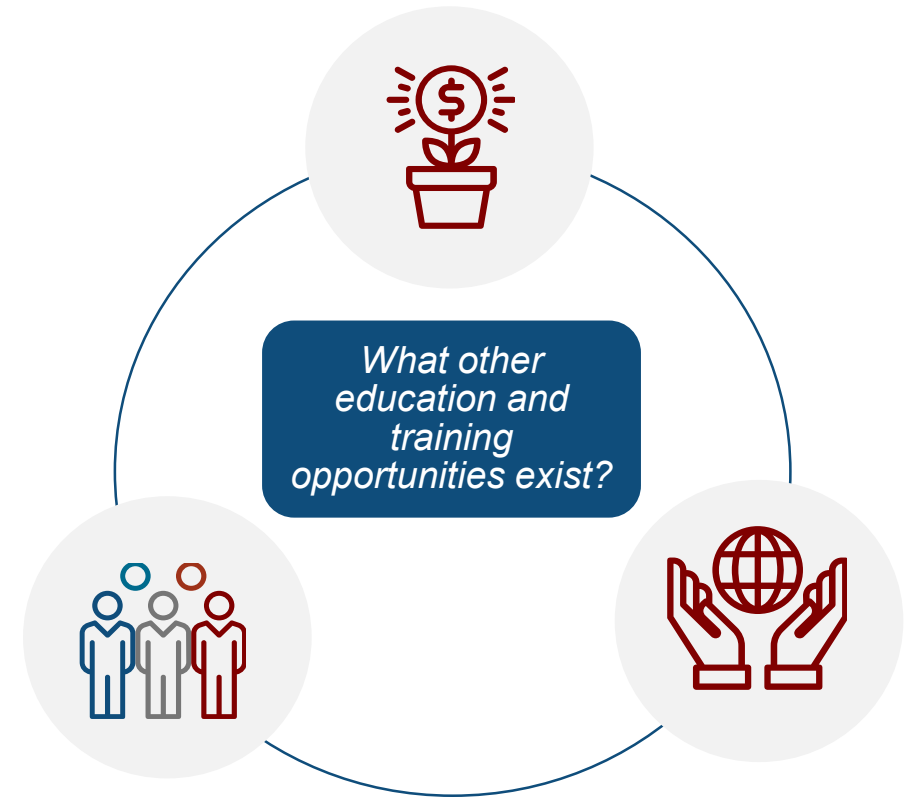 $
What other
education and
training
opportunities exist?